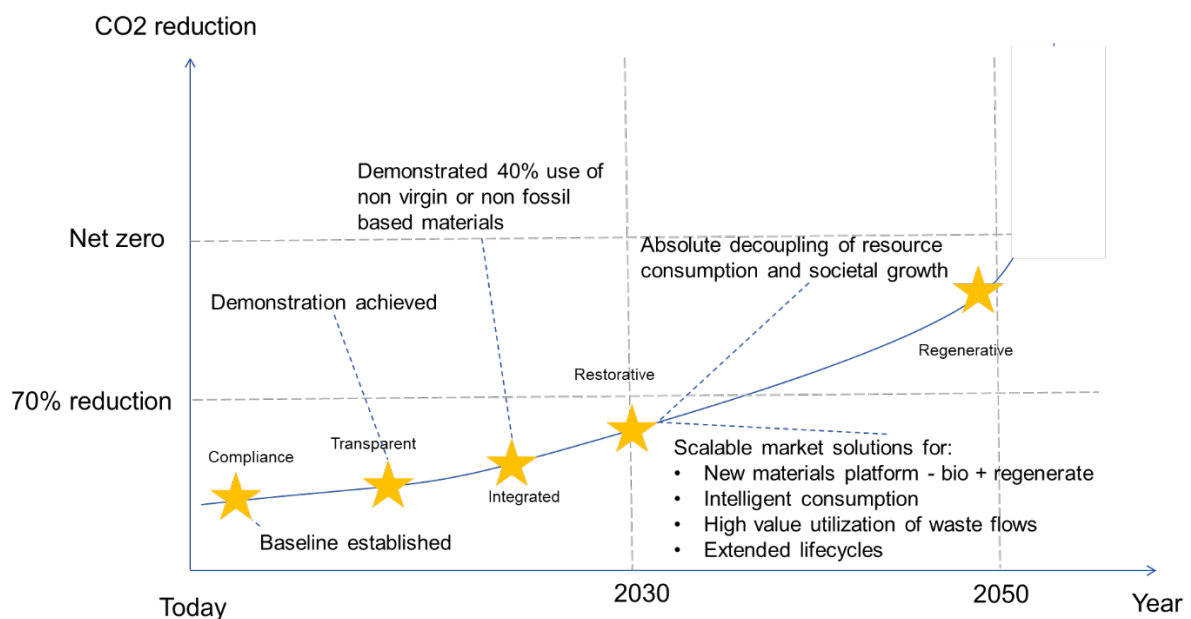 CO2 reduction
Demonstrated 40% use of
non virgin or non fossil
based materials
Net zero
Absolute decoupling of resource
consumption and societal growth
Demonstration achieved
Regenerative
Restorative
70% reduction
Transparent
Compliance
Integrated
Scalable market solutions for:
• New materials platform - bio + regenerate
• Intelligent consumption
• High value utilization of waste flows
• Extended lifecycles
Baseline established
Today
2030
2050
Year